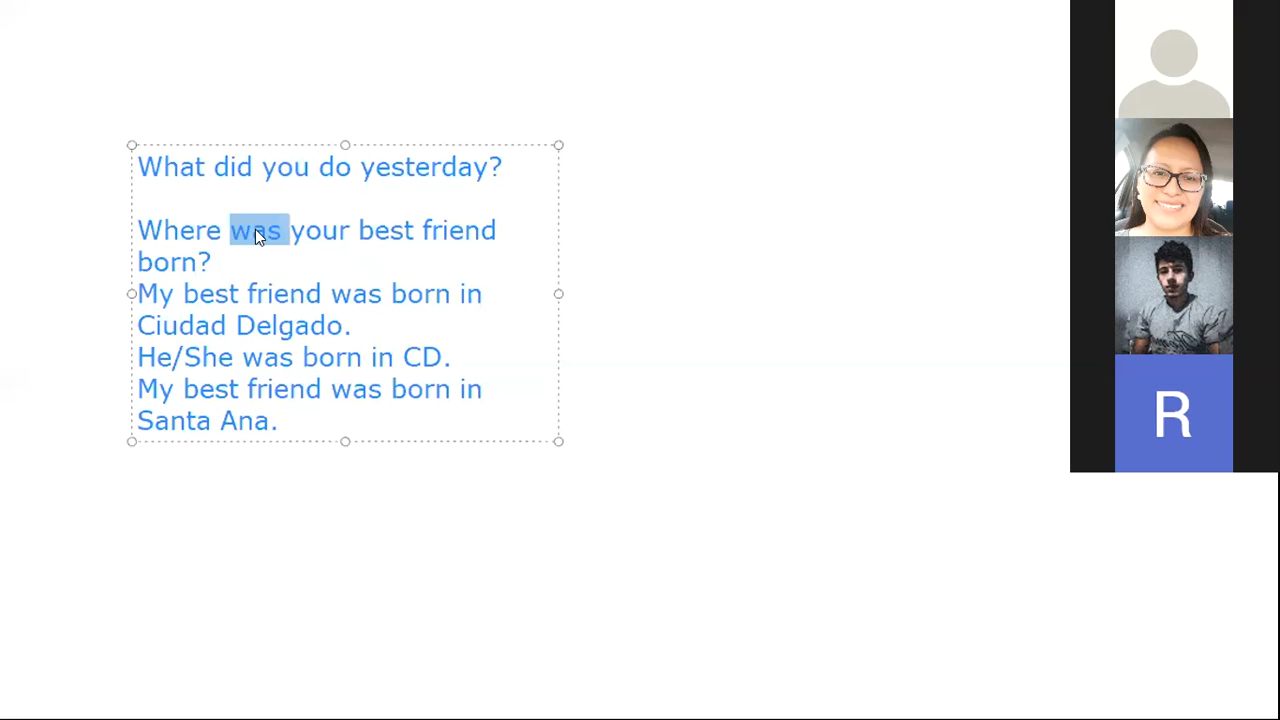 What did you do yesterday?
Where was your best friend
born?
My best friend was born in
Ciudad Delgado.
He/She was born in CD.
My best friend was born in
Santa Ana.
R